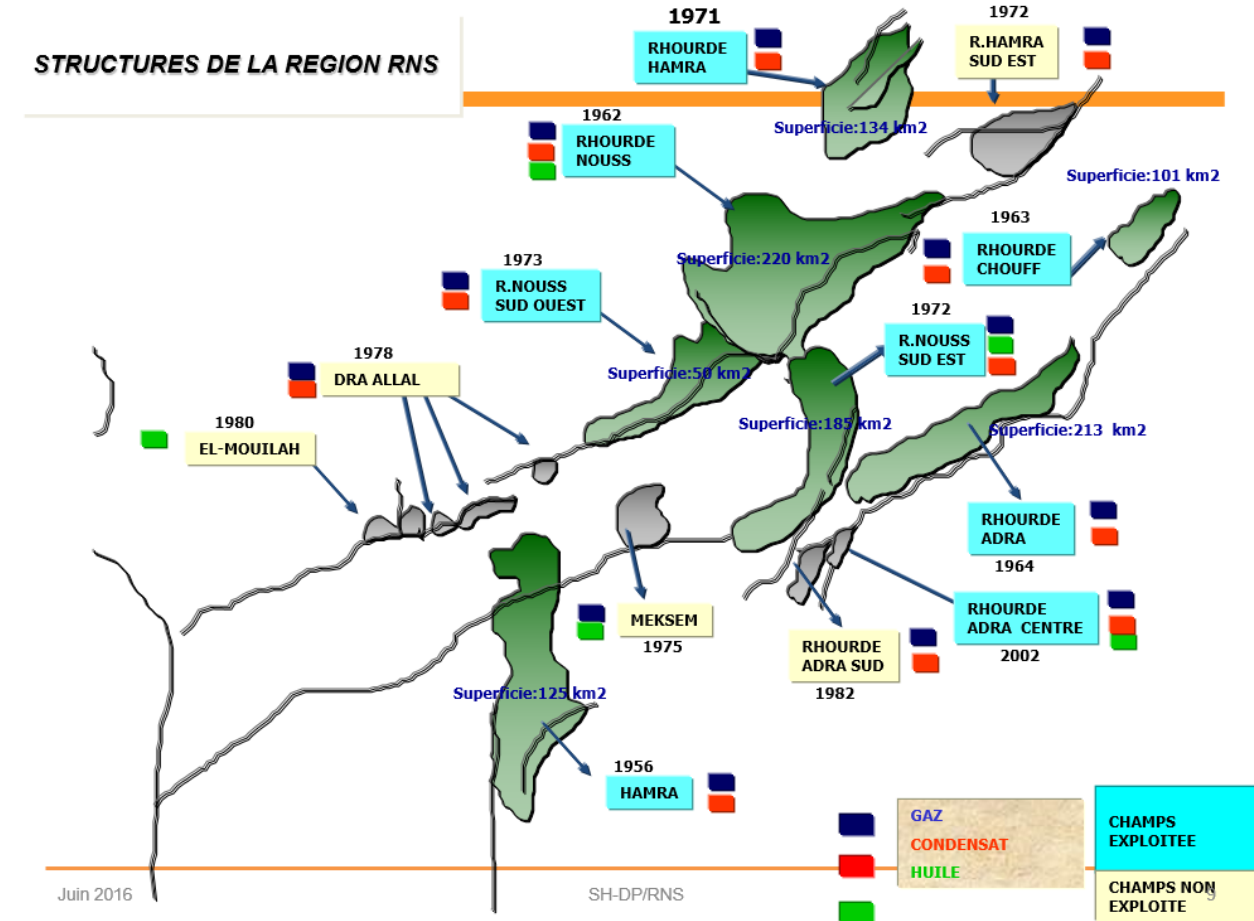 STRUCTURES DE LA REGION RNS
1971
RHOURDE
HAMRA
1972
R.HAMRA
SUD EST
Superficie:134 km2
1962
RHOURDE
NOUSS
Superficie:101 km2
1963
RHOURDE
CHOUFF
Superficie:220 km2
1973
R.NOUSS
SUD OUEST
1972
R.NOUSS
SUD EST
1978
DRA ALLAL
Superficie:50 km2
1980
EL-MOUILAH
Superficie:185 km2
Superficie:213 km2
RHOURDE
ADRA
1964
MEKSEM
1975
RHOURDE
ADRA CENTRE
2002
RHOURDE
ADRA SUD
1982
Superficie:125 km2
1956
HAMRA
GAZ
CONDENSAT
HUILE
CHAMPS
EXPLOITEE
CHAMPS NON
EXPLOITE
Juin 2016
SH-DP/RNS
9